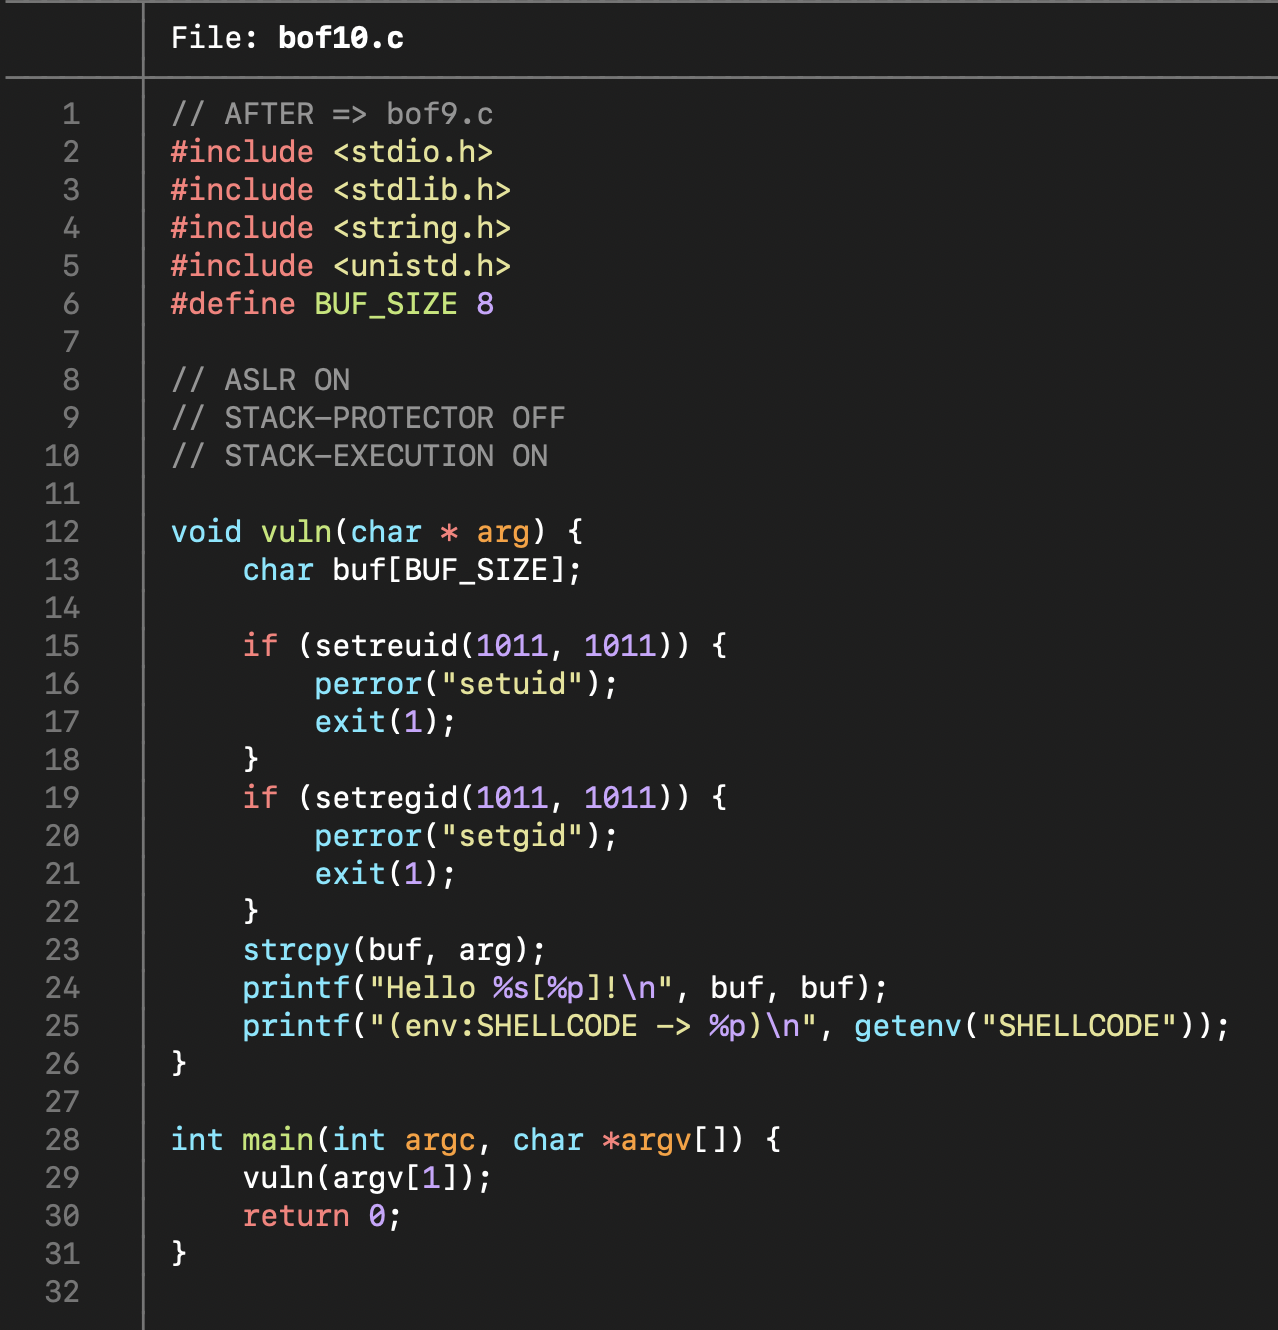 File: bof10.c
1 // AFTER => bof9.c
2 #include <stdio.h>
3 #include <stdlib.h>
4 #include <string.h>
5 #include <unistd.h>
6 #define BUF_SIZE 8
7
8 // ASLR ON
9 // STACK-PROTECTOR OFF
10 // STACK-EXECUTION ON
11
12 void vuln(char * arg) {
13     char buf[BUF_SIZE];
14
15     if (setreuid(1011, 1011)) {
16         perror("setuid");
17         exit(1);
18     }
19     if (setregid(1011, 1011)) {
20         perror("setgid");
21         exit(1);
22     }
23     strcpy(buf, arg);
24     printf("Hello %s[%p]!\n", buf, buf);
25     printf("(env:SHELLCODE -> %p)\n", getenv("SHELLCODE"));
26 }
27
28 int main(int argc, char *argv[]) {
29     vuln(argv[1]);
30     return 0;
31 }
32